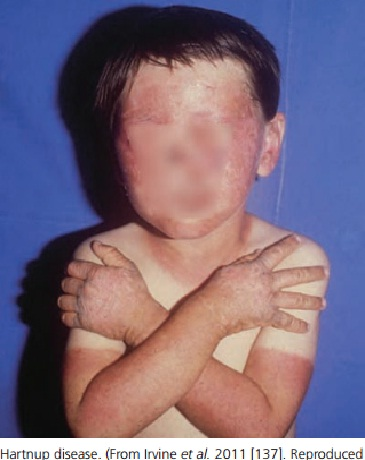 Hartnup disease. (From Irvine et al. 2011 [137]. Reproduced